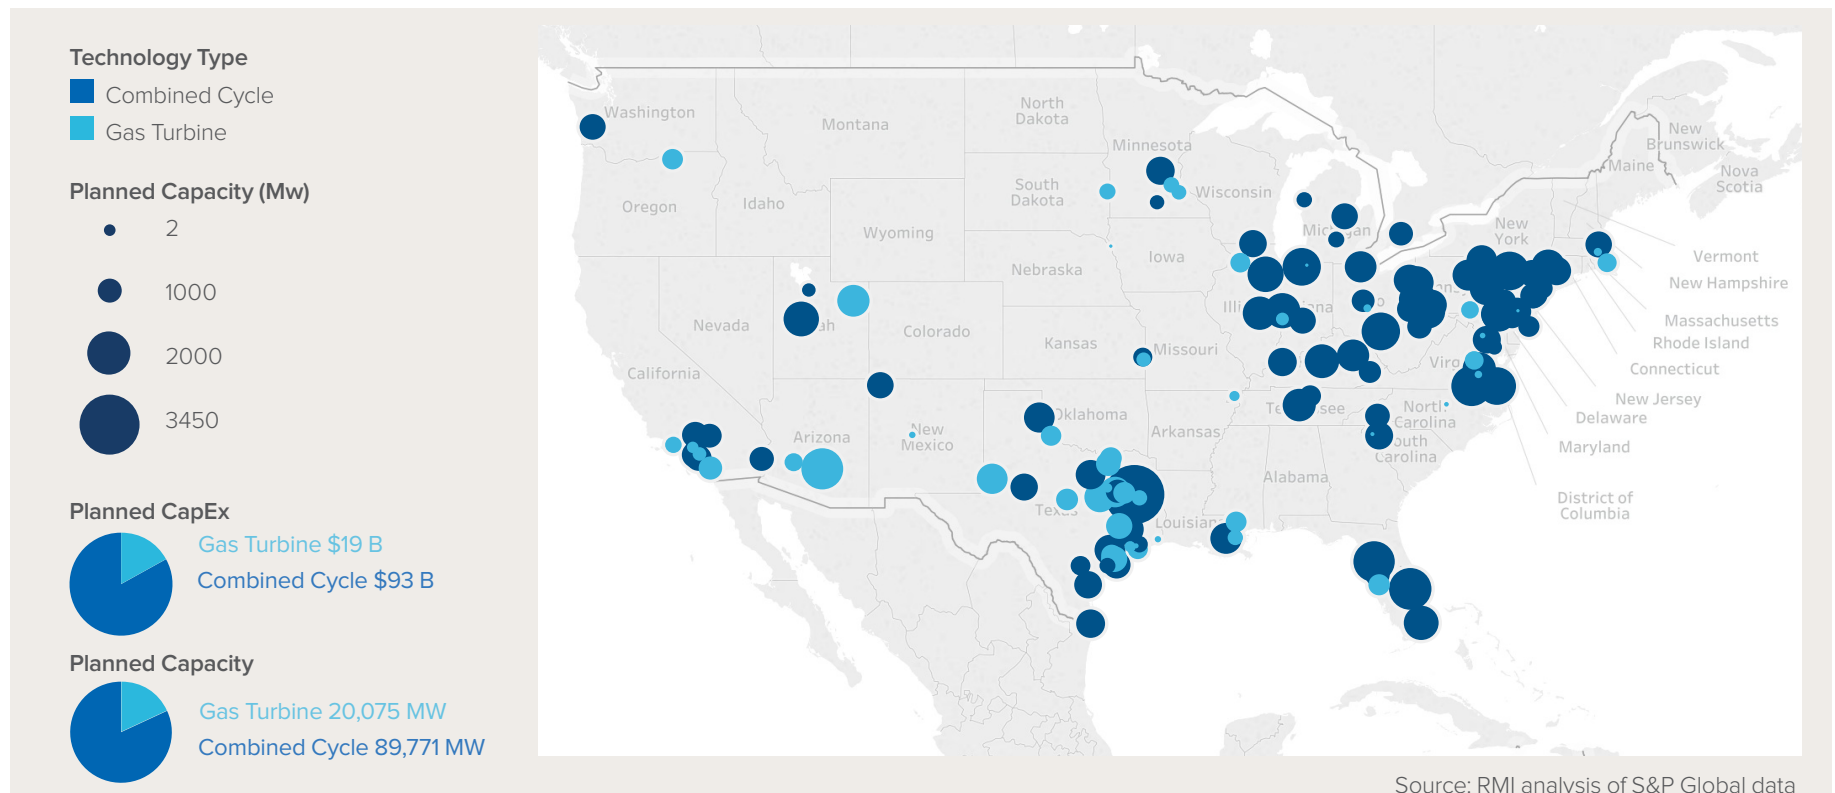 Technology Type
Combined Cycle
Gas Turbine
Planned Capacity (Mw)
2
1000
2000
3450
Planned CapEx
Gas Turbine $19 B
Combined Cycle $93 B
Planned Capacity
Gas Turbine 20,075 MW
Combined Cycle 89,771 MW
Washington
Montana
North
Dakota
Minnesota
New
Brunswick
Maine
Nova
Scotia
Oregon
Idaho
South
Dakota
Wisconsin
Wyoming
New
York
Iowa
Nebraska
Vermont
New Hampshire
Nevada
Colorado
Kansas
Missouri
Massachusetts
Rhode Island
Connecticut
California
New Jersey
Delaware
Maryland
Oklahoma
Arkansas
North
Carolina
Arizona
New
Mexico
Carolina
Alabama
District of
Columbia
Source: RMI analysis of S&P Global data